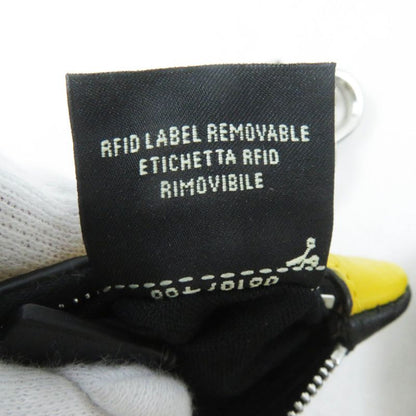 RFID LABEL REMOVABLE
ETICHETTA RFID
RIMOVIBILE